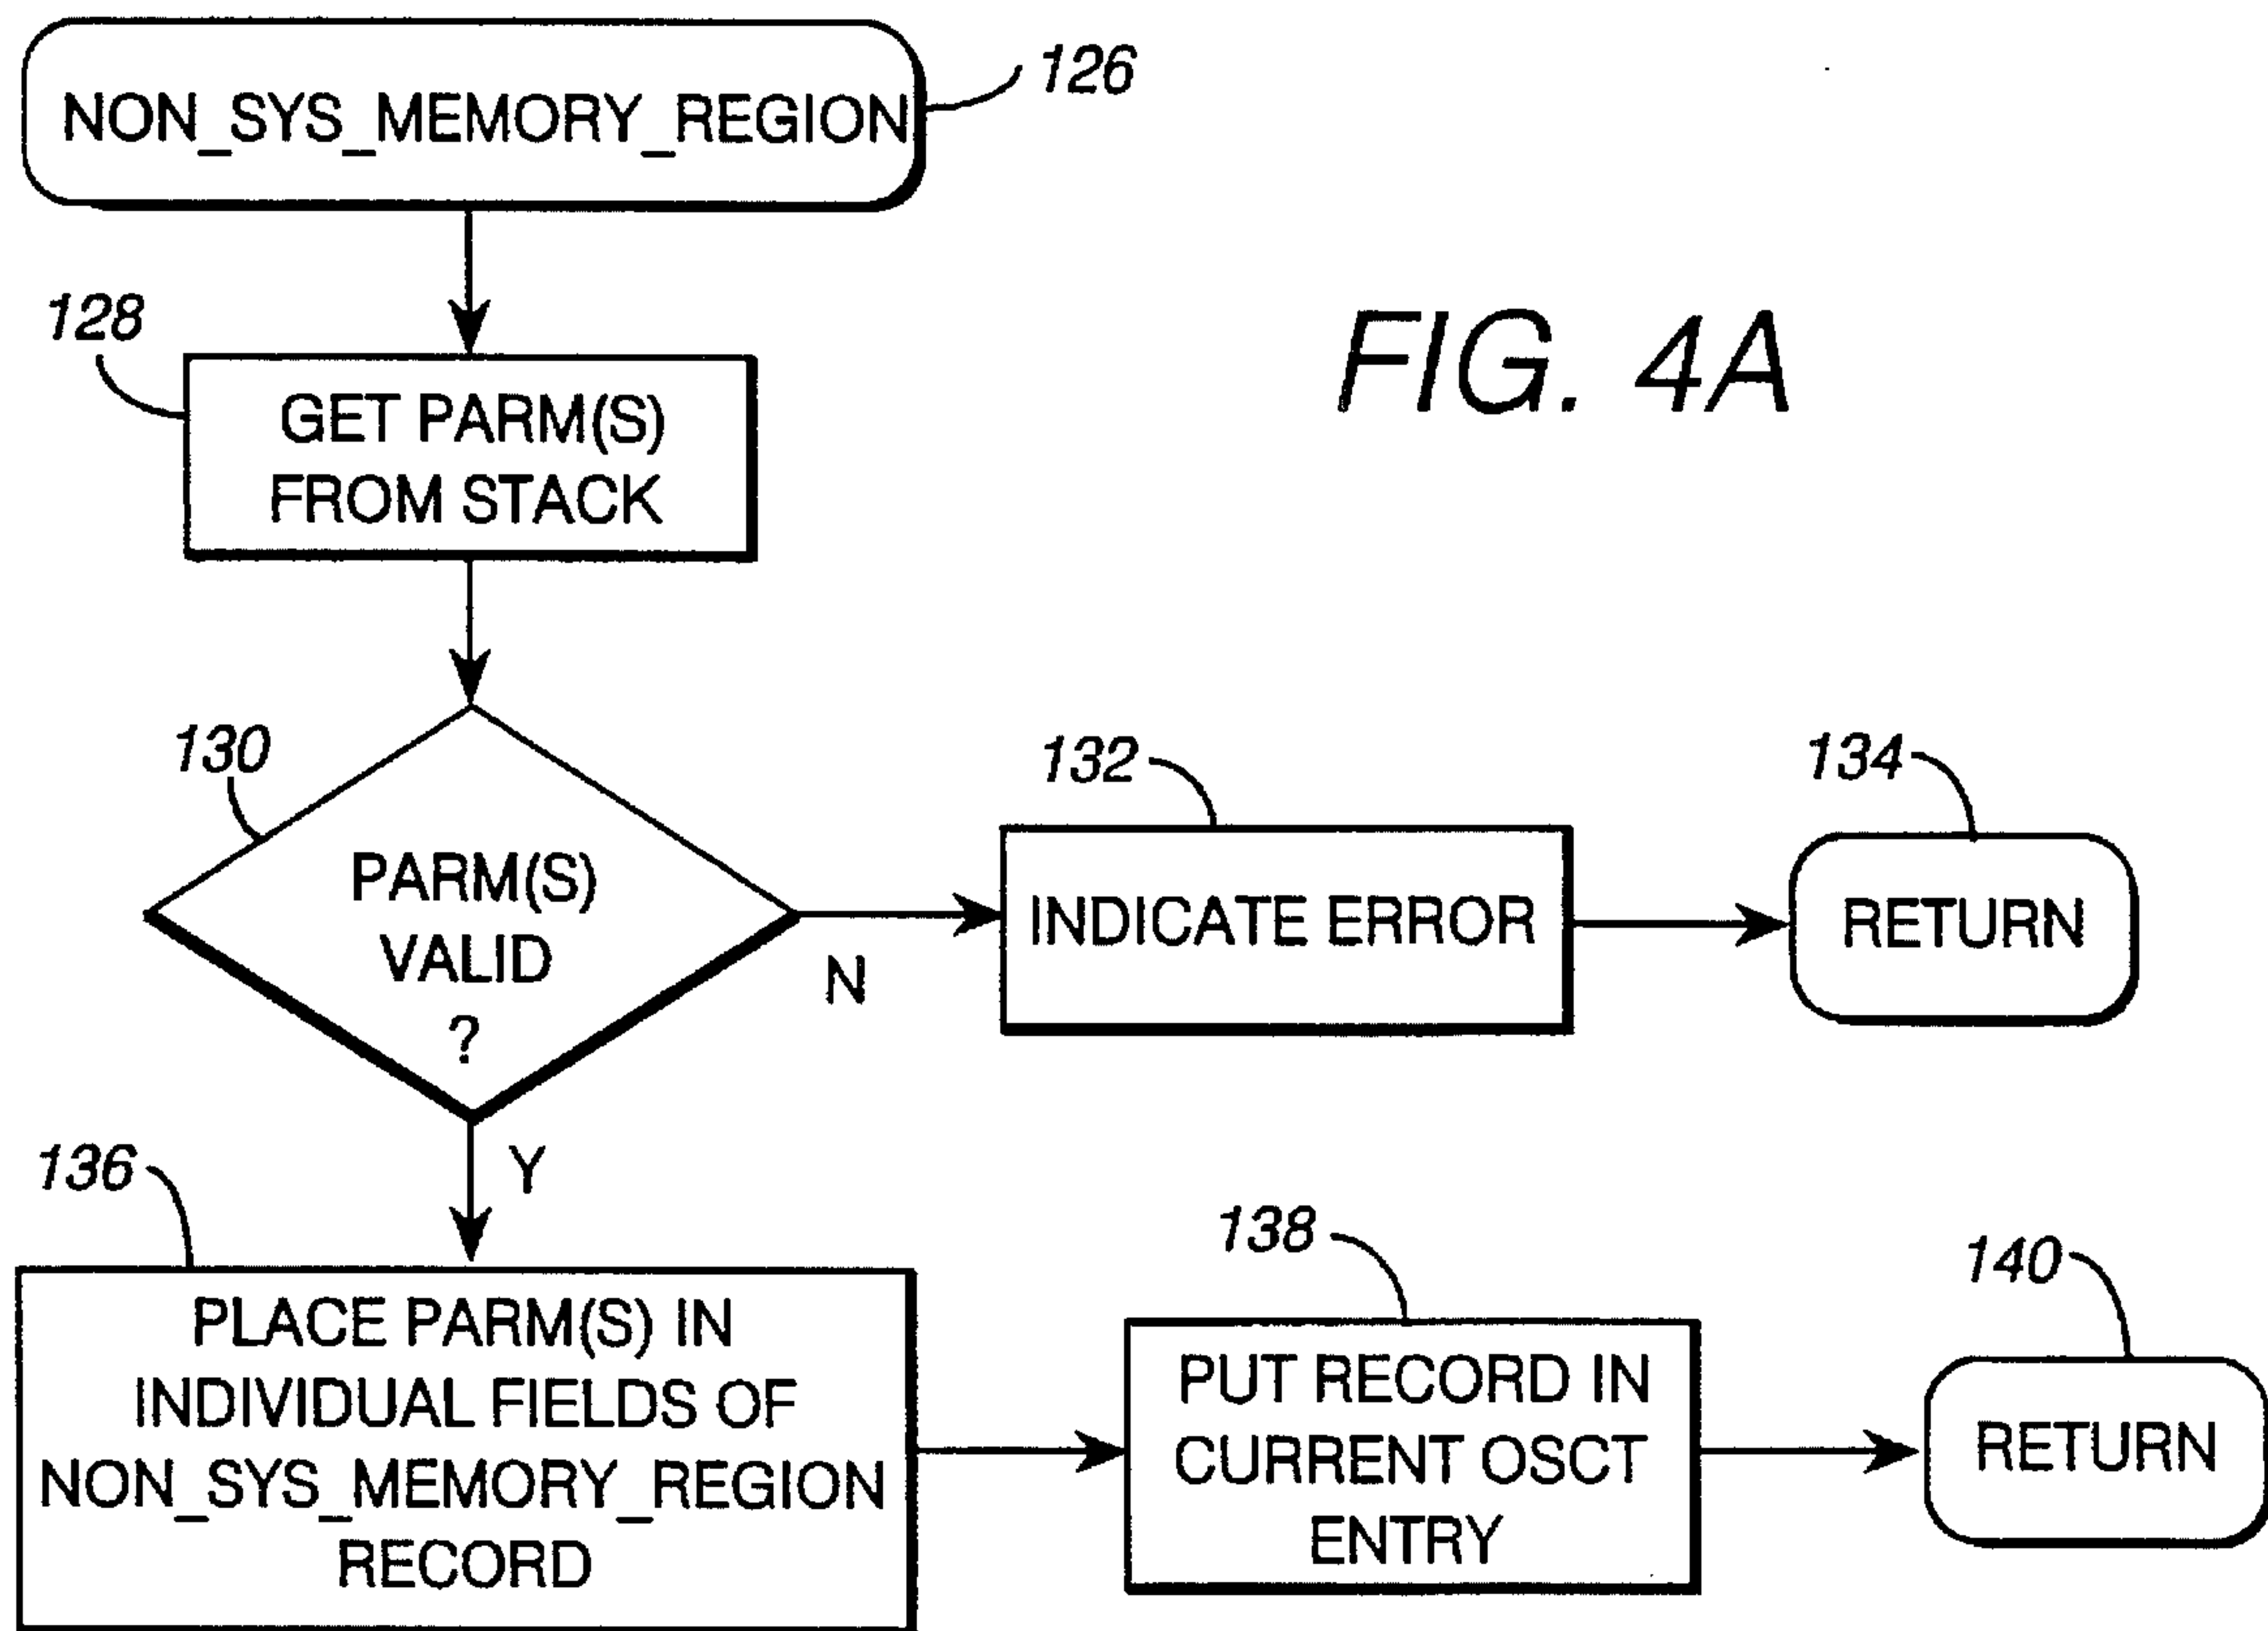 NON_SYS_MEMORY_REGION
126
128
GET PARM(S)
FROM STACK
FIG. 4A
130
PARM(S)
VALID
?
N
132
INDICATE ERROR
134
RETURN
Y
136
PLACE PARM(S) IN
INDIVIDUAL FIELDS OF
NON_SYS_MEMORY_REGION
RECORD
138
PUT RECORD IN
CURRENT OSCT
ENTRY
140
RETURN